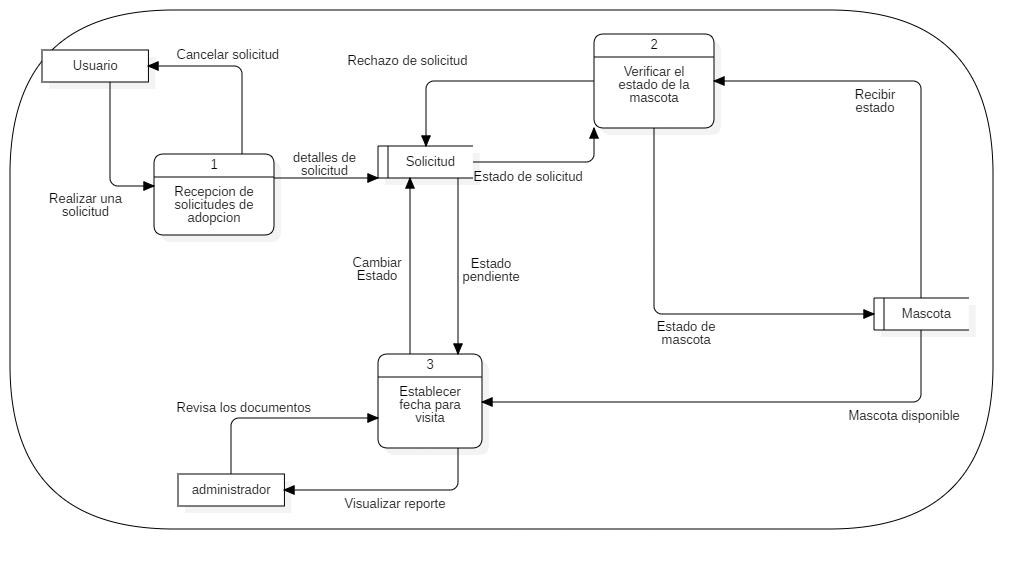 Usuario
Cancelar solicitud
Rechazo de solicitud
2
Verificar el
estado de la
mascota
Recibir
estado
1
Recepcion de
solicitudes de
adopcion
detalles de
solicitud
Solicitud
Estado de solicitud
Realizar una
solicitud
Cambiar
Estado
Estado
pendiente
Mascota
Estado de
mascota
3
Establecer
fecha para
visita
Revisa los documentos
Mascota disponible
administrador
Visualizar reporte